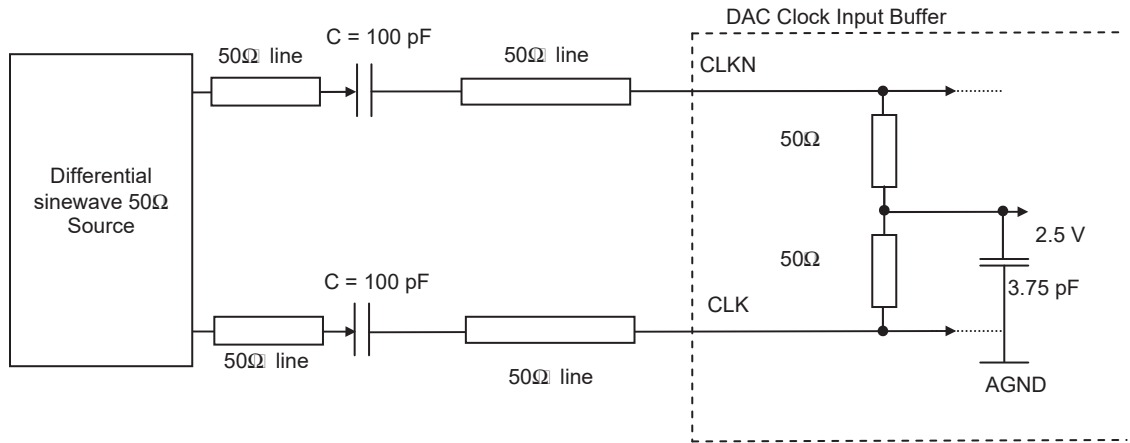 DAC Clock Input Buffer
C = 100 pF
50Ω line
50Ω line
CLKN
50Ω
Differential
sinewave 50Ω
Source
2.5 V
50Ω
3.75 pF
C = 100 pF
CLK
50Ω line
50Ω line
AGND